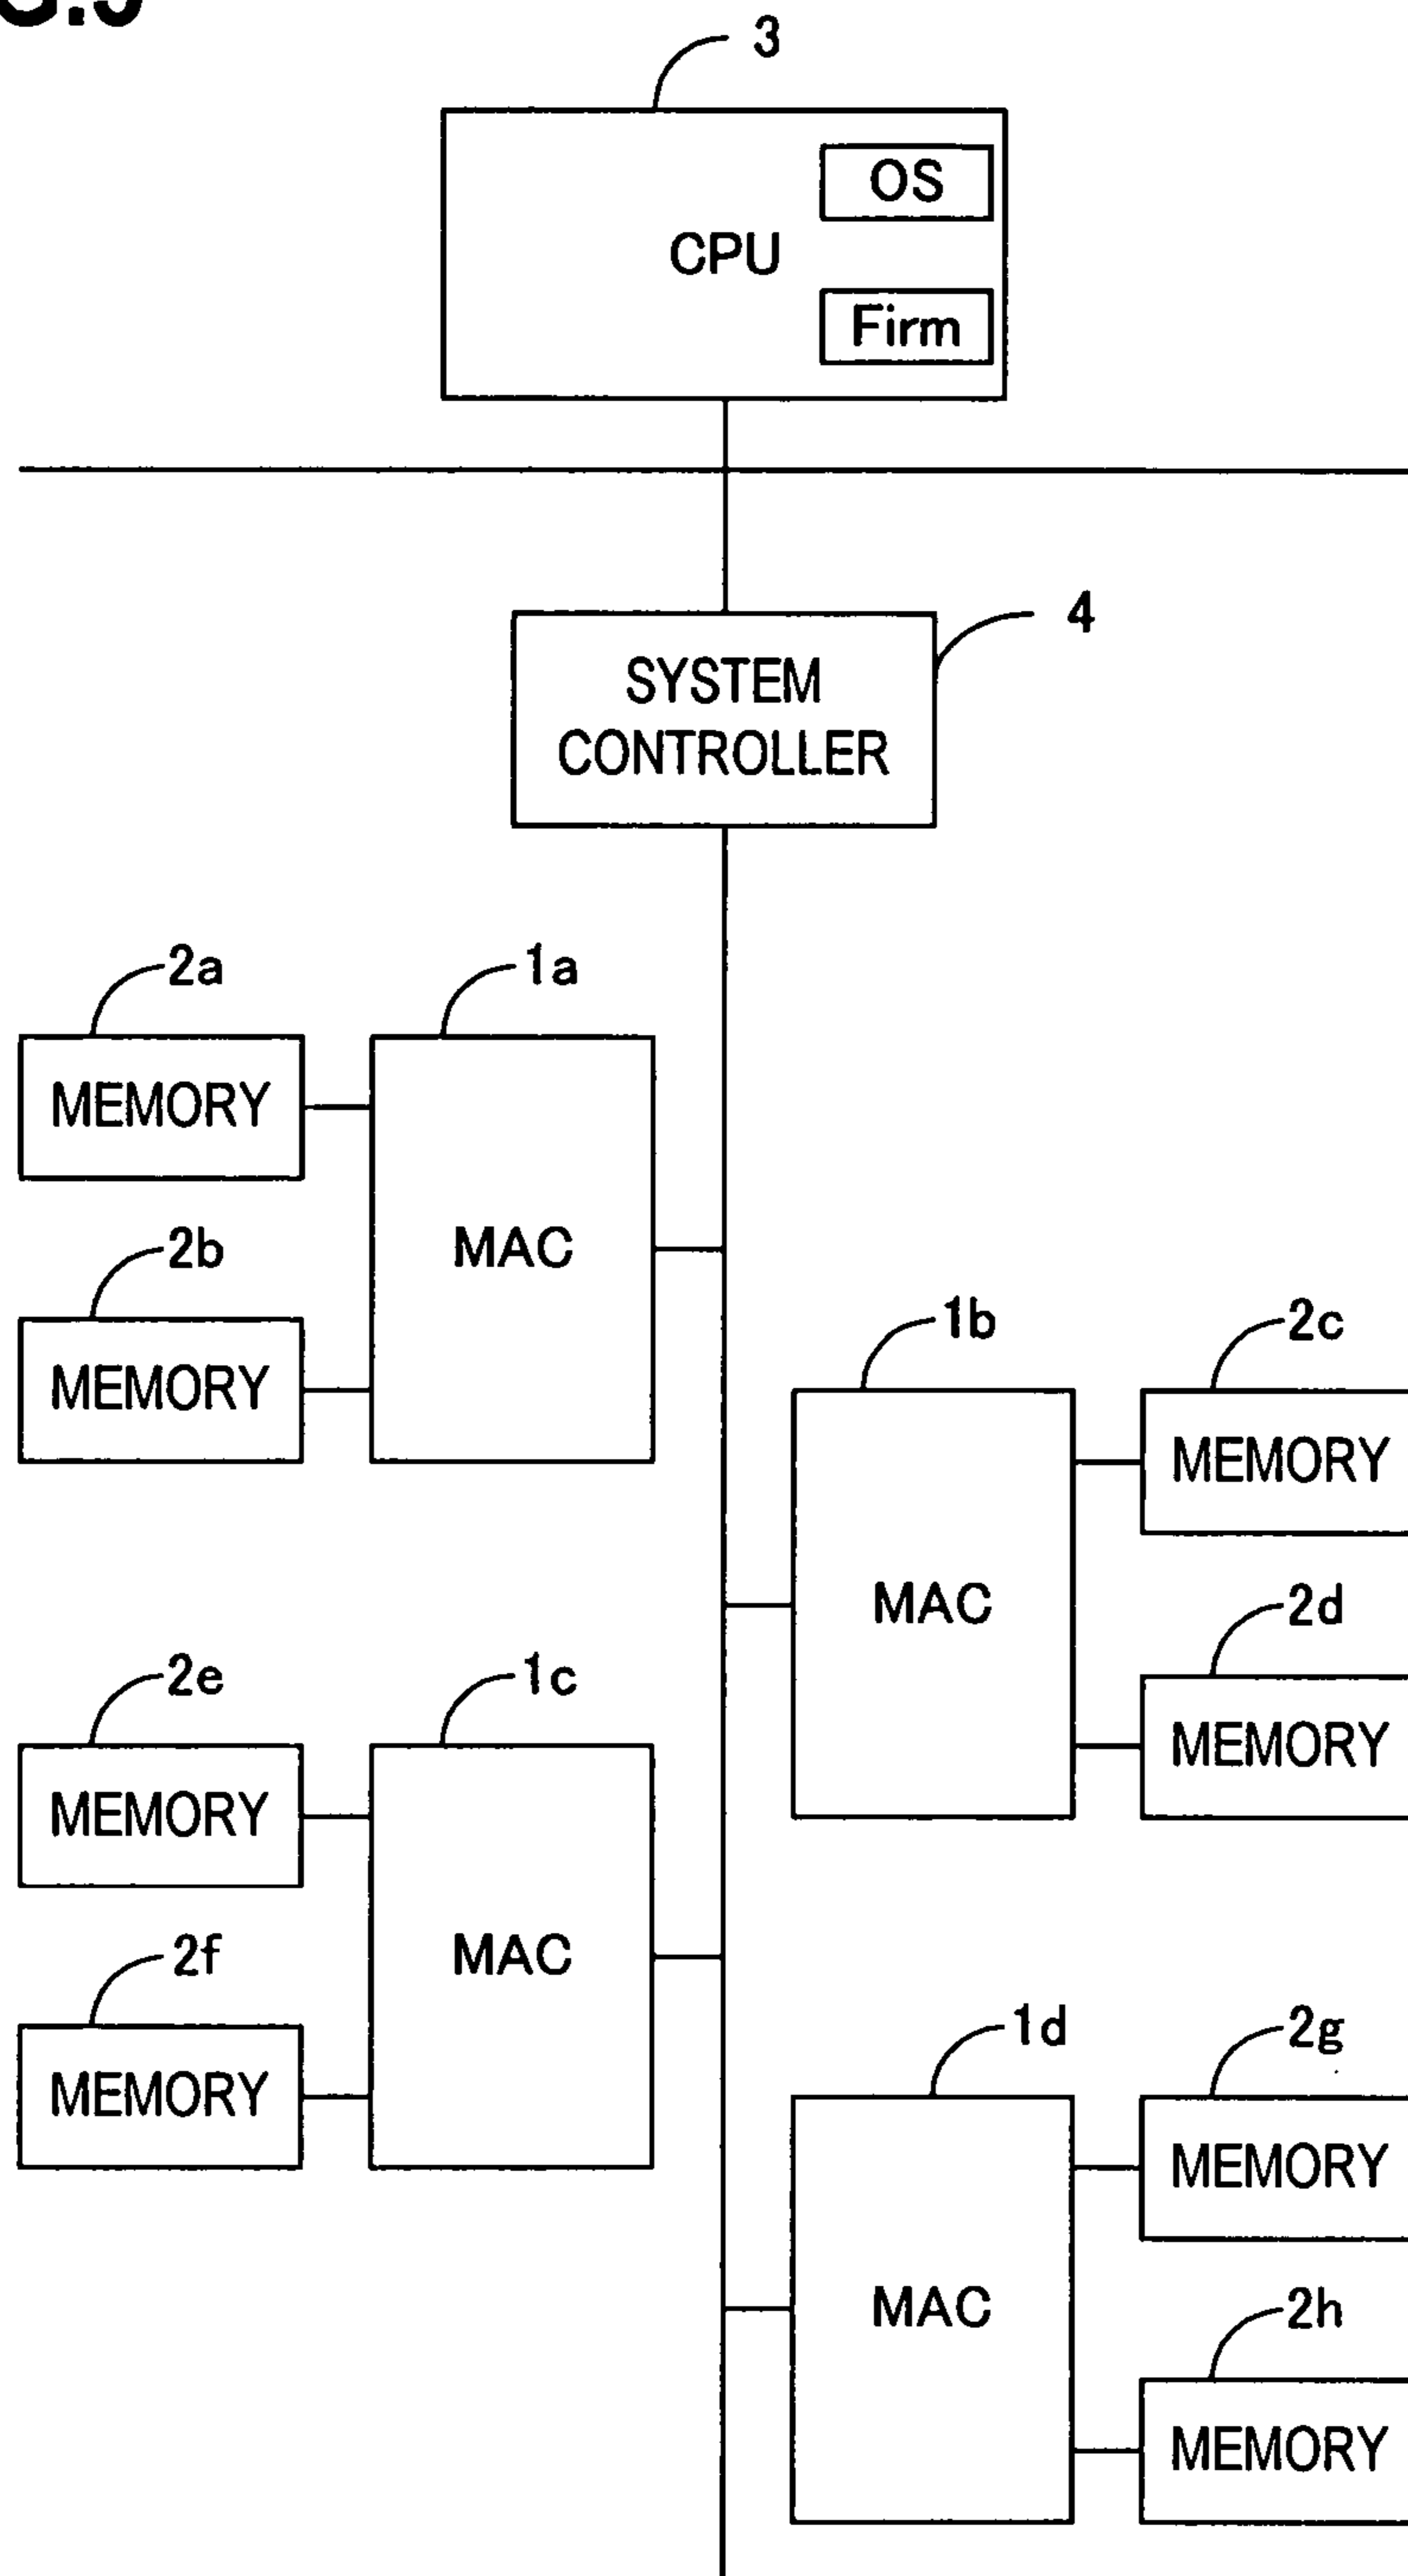 3
OS
CPU
Firm
4
SYSTEM
CONTROLLER
2a
1a
MEMORY
MAC
2b
MEMORY
1b
2c
MEMORY
MAC
2d
MEMORY
2e
1c
MEMORY
MAC
2f
MEMORY
1d
2g
MEMORY
MAC
2h
MEMORY